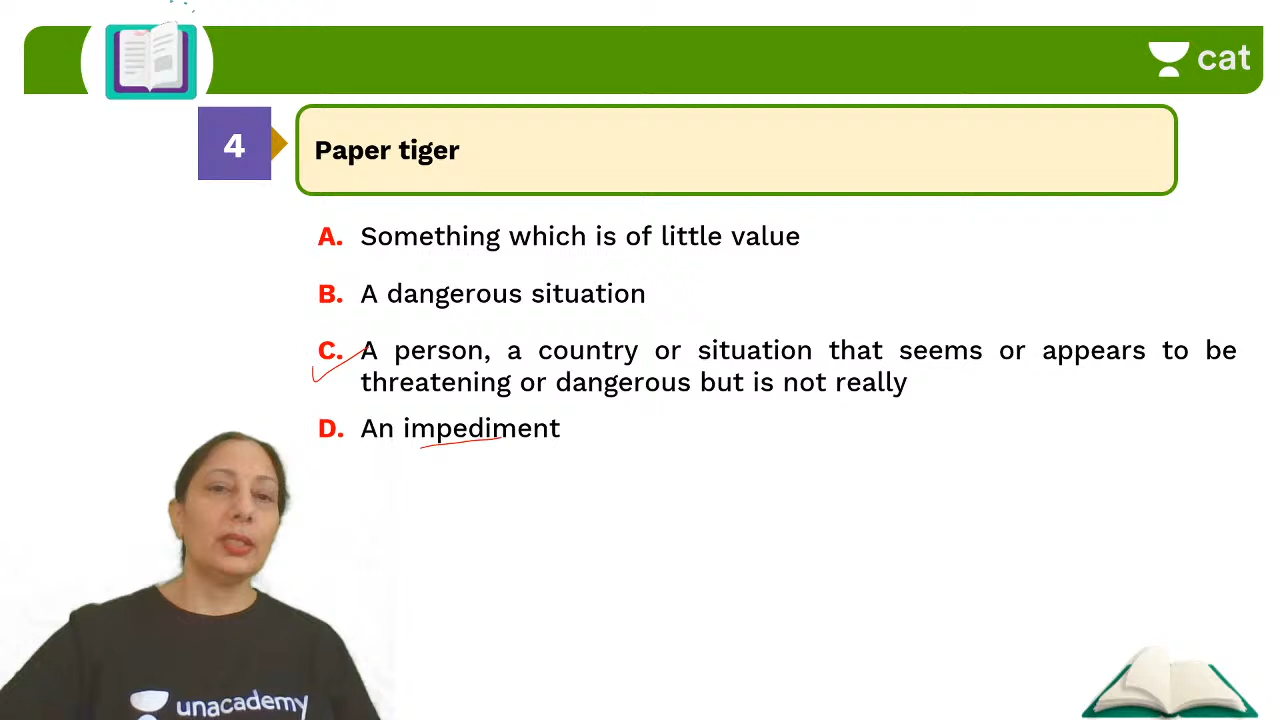 cat
4
Paper tiger
A. Something which is of little value
B. A dangerous situation
C. A person, a country or situation that seems or appears to be
threatening or dangerous but is not really
D. An impediment
unacademy